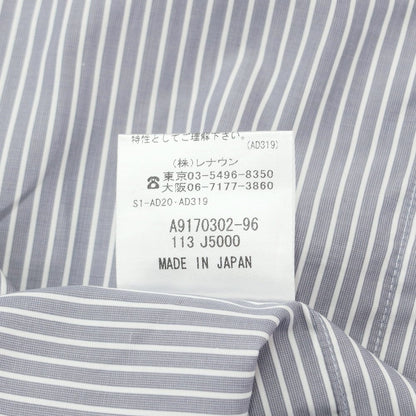 特性としてご理解下さい。
(AD319)
(株)レナウン
☎東京03-5496-8350
大阪06-7177-3860
S1-AD20・AD319
A9170302-96
113 J5000
MADE IN JAPAN